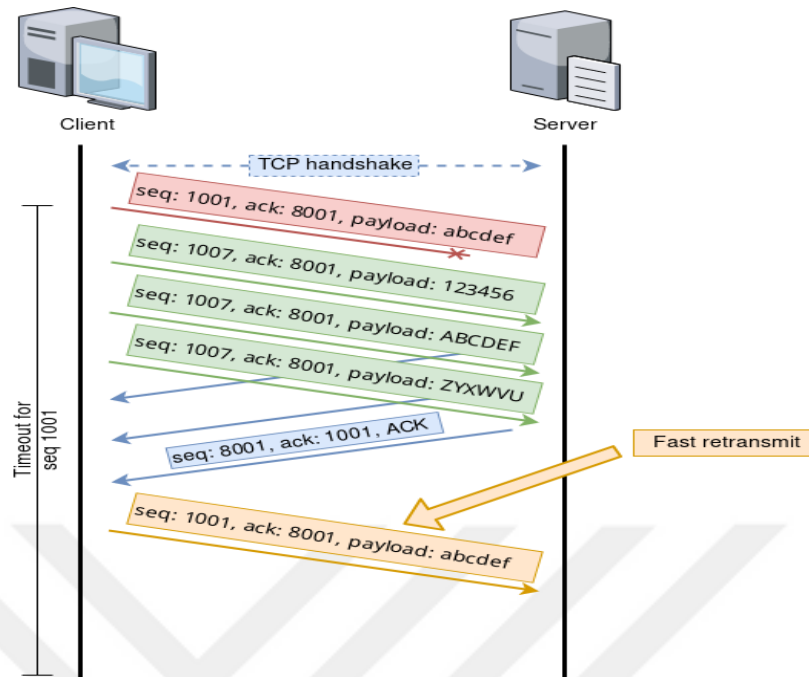 Client
Server
TCP handshake
seq: 1001, ack: 8001, payload: abcdef
seq: 1007, ack: 8001, payload: 123456
seq: 1007, ack: 8001, payload: ABCDEF
seq: 1007, ack: 8001, payload: ZYXWVU
seq: 8001, ack: 1001, ACK
Fast retransmit
seq: 1001, ack: 8001, payload: abcdef
Timeout for
seq 1001